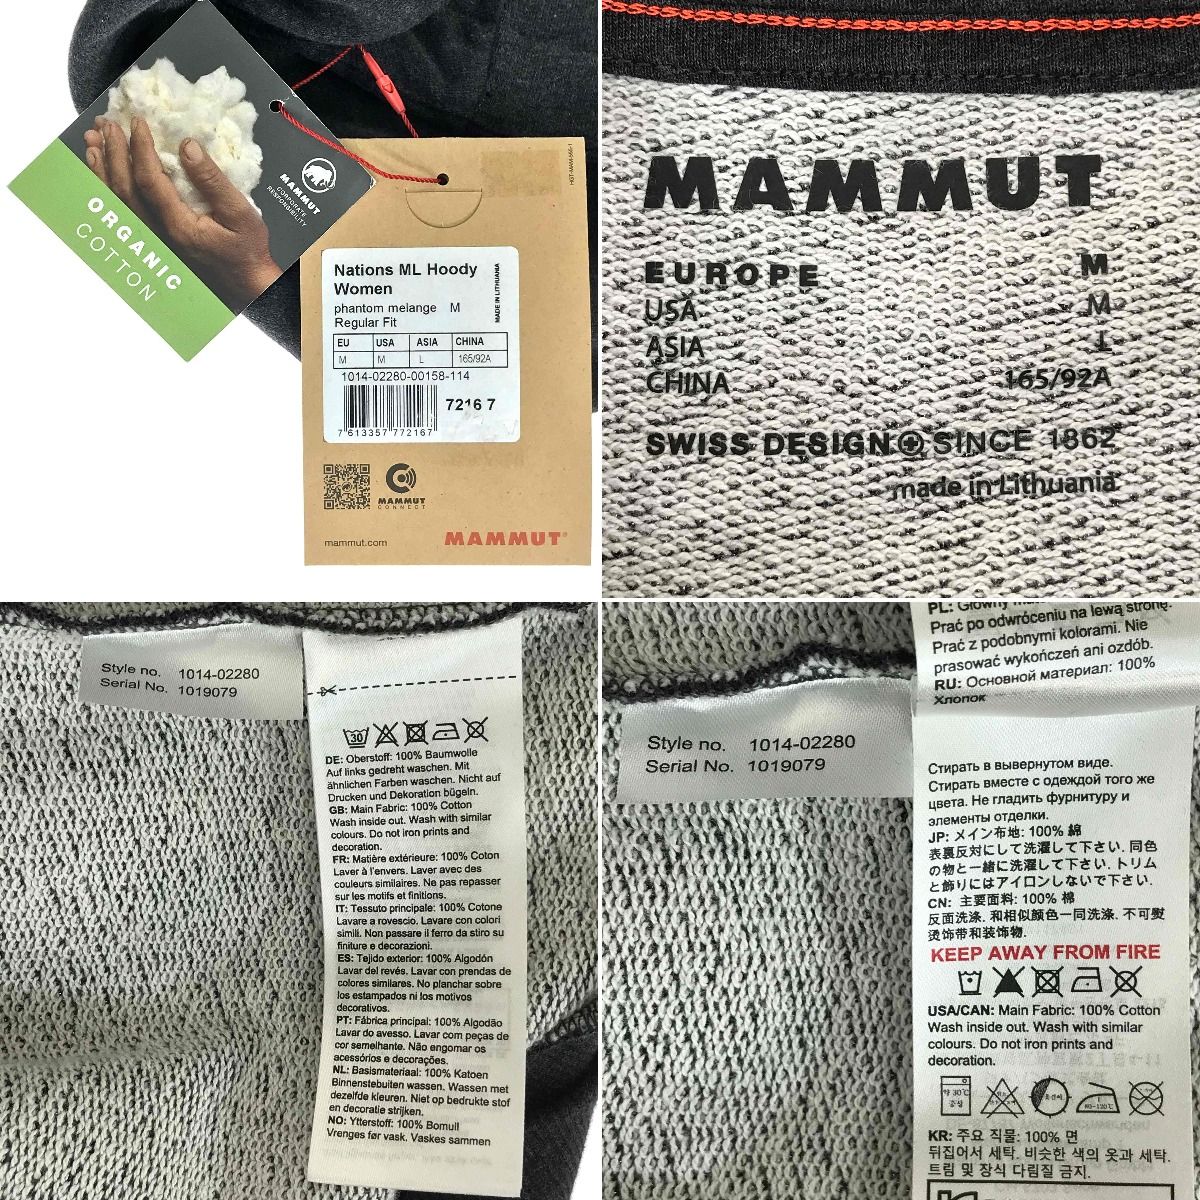 ORGANIC
COTTON
MAMMUT
CORPORATE
RESPONSIBILITY
HGT-MAM-566-1
Nations ML Hoody
Women
phantom melange M
Regular Fit
MADE IN LITHUANIA
EU USA ASIA CHINA
M M L 165/92A
1014-02280-00158-114
7216 7
7 613357 772167
MAMMUT
CONNECT
mammut.com
MAMMUT
MAMMUT
EUROPE M
USA M
ASIA L
CHINA 165/92A
SWISS DESIGN SINCE 1862
made in Lithuania
Style no. 1014-02280
Serial No. 1019079
30
DE: Oberstoff: 100% Baumwolle
Auf links gedreht waschen. Mit
ähnlichen Farben waschen. Nicht auf
Drucken und Dekoration bügeln.
GB: Main Fabric: 100% Cotton
Wash inside out. Wash with similar
colours. Do not iron prints and
decoration.
FR: Matière extérieure: 100% Coton
Laver à l'envers. Laver avec des
couleurs similaires. Ne pas repasser
sur les motifs et finitions.
IT: Tessuto principale: 100% Cotone
Lavare a rovescio. Lavare con colori
simili. Non passare il ferro da stiro su
finiture e decorazioni.
ES: Tejido exterior: 100% Algodón
Lavar del revés. Lavar con prendas de
colores similares. No planchar sobre
los estampados ni los motivos
decorativos.
PT: Fábrica principal: 100% Algodão
Lavar do avesso. Lavar com peças de
cor semelhante. Não engomar os
acessórios e decorações.
NL: Basismateriaal: 100% Katoen
Binnenstebuiten wassen. Wassen met
dezelfde kleuren. Niet op bedrukte stof
en decoratie strijken.
NO: Ytterstoff: 100% Bomull
Vrenges før vask. Vaskes sammen
Style no. 1014-02280
Serial No. 1019079
PL: Główny
Prać po odwróceniu na lewą stronę.
Prać z podobnymi kolorami. Nie
prasować wykończeń ani ozdób.
RU: Основной материал: 100%
Хлопок
Стирать в вывернутом виде.
Стирать вместе с одеждой того же
цвета. Не гладить фурнитуру и
элементы отделки.
JP: メイン布地: 100% 綿
表裏反対にして洗濯して下さい. 同色
の物と一緒に洗濯して下さい. トリム
と飾りにはアイロンしないで下さい.
CN: 主要面料: 100% 棉
反面洗涤. 和相似颜色一同洗涤. 不可熨
烫饰带和装饰物.
KEEP AWAY FROM FIRE
USA/CAN: Main Fabric: 100% Cotton
Wash inside out. Wash with similar
colours. Do not iron prints and
decoration.
약 30℃
중성
KR: 주요 직물: 100% 면
뒤집어서 세탁. 비슷한 색의 옷과 세탁.
트림 및 장식 다림질 금지.